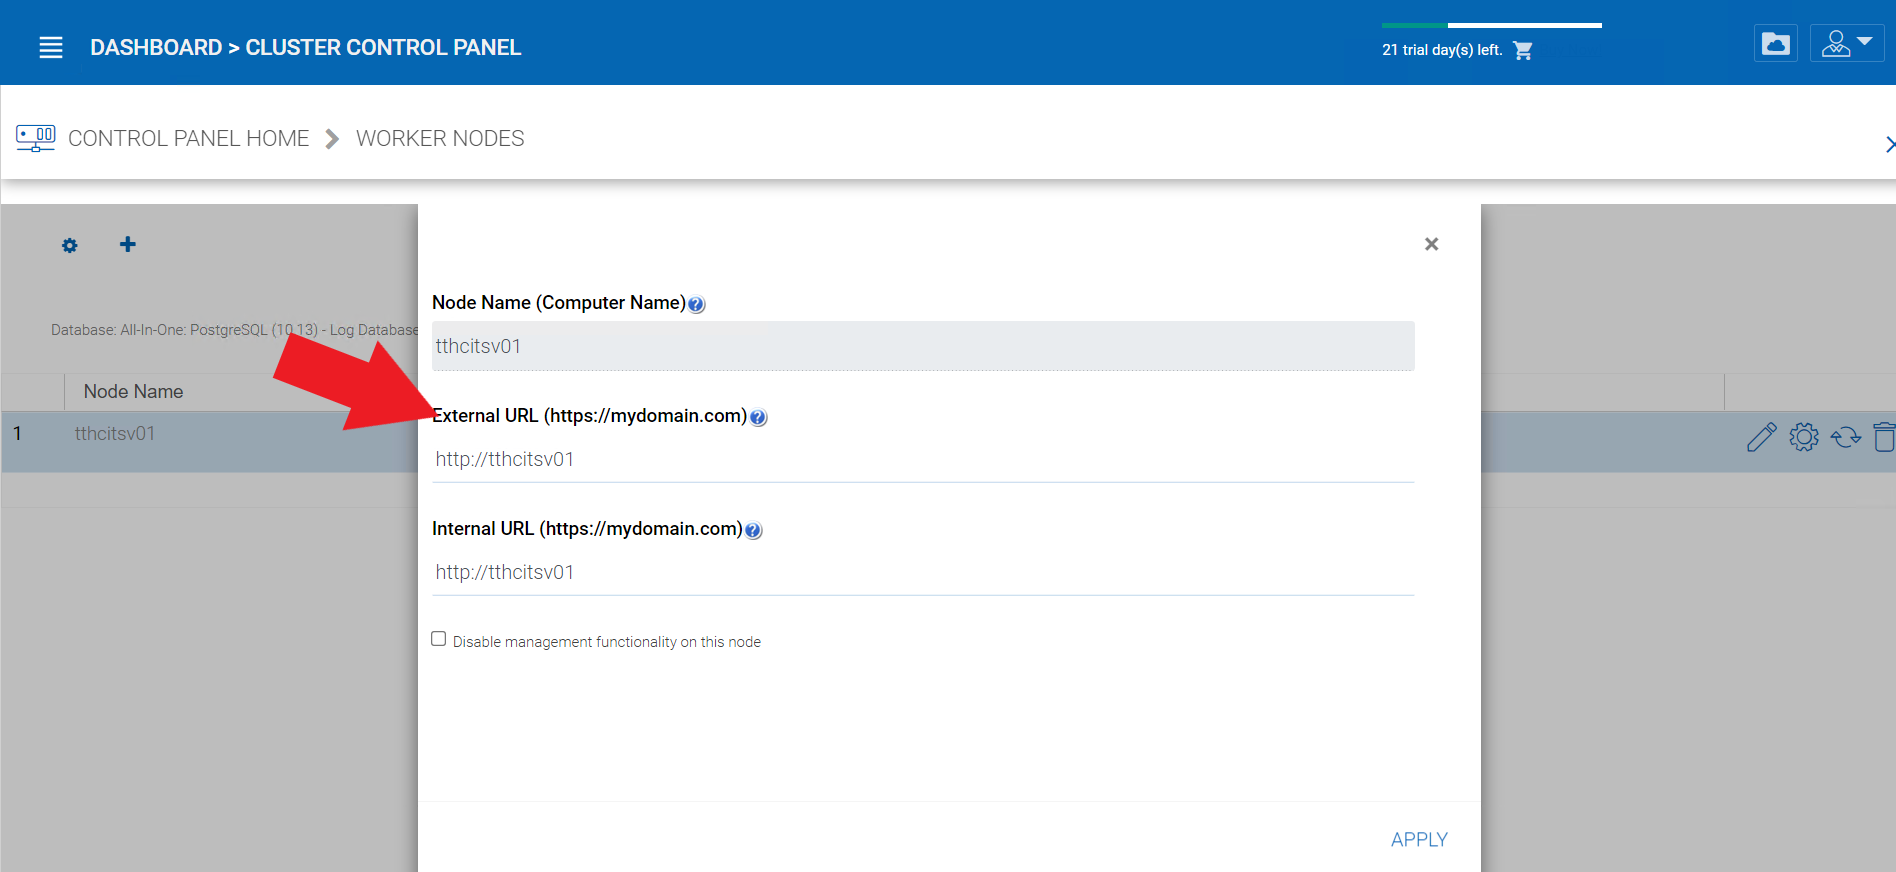 DASHBOARD > CLUSTER CONTROL PANEL
21 trial day(s) left.
CONTROL PANEL HOME
WORKER NODES
Node Name (Computer Name)
tthcitsv01
Database: All-In-One: PostgreSQL (10.13) - Log Database
Node Name
External URL (https://mydomain.com)
1
tthcitsv01
http://tthcitsv01
Internal URL (https://mydomain.com)
http://tthcitsv01
Disable management functionality on this node
APPLY